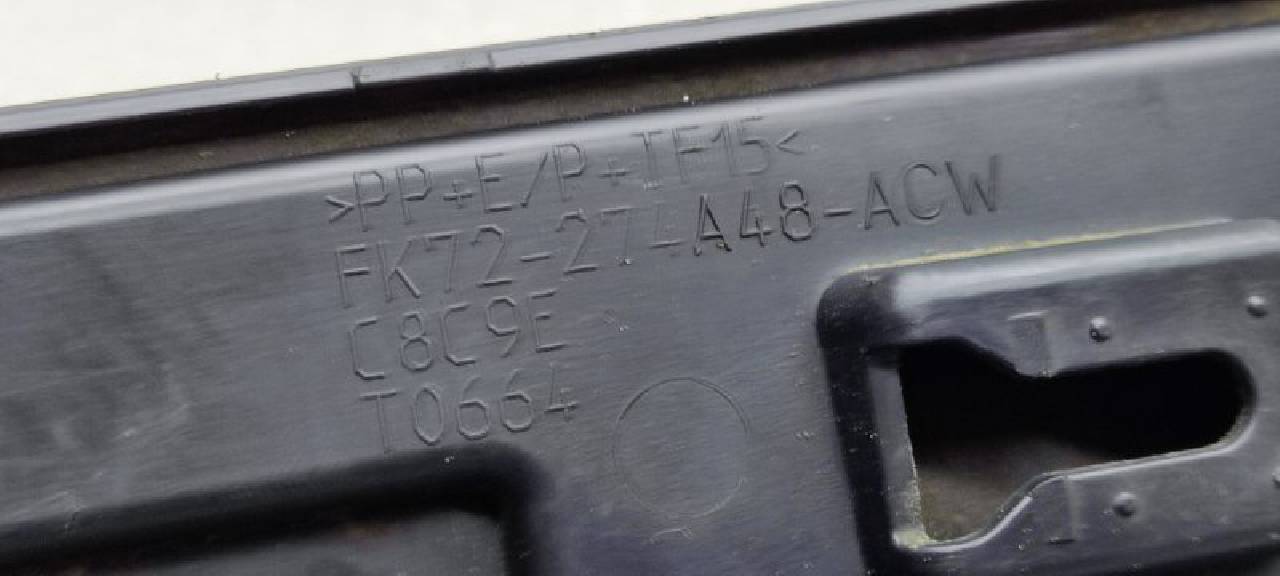 >PP+E/P+TF15<
FK72-274A48-ACW
C8C9E
T0664